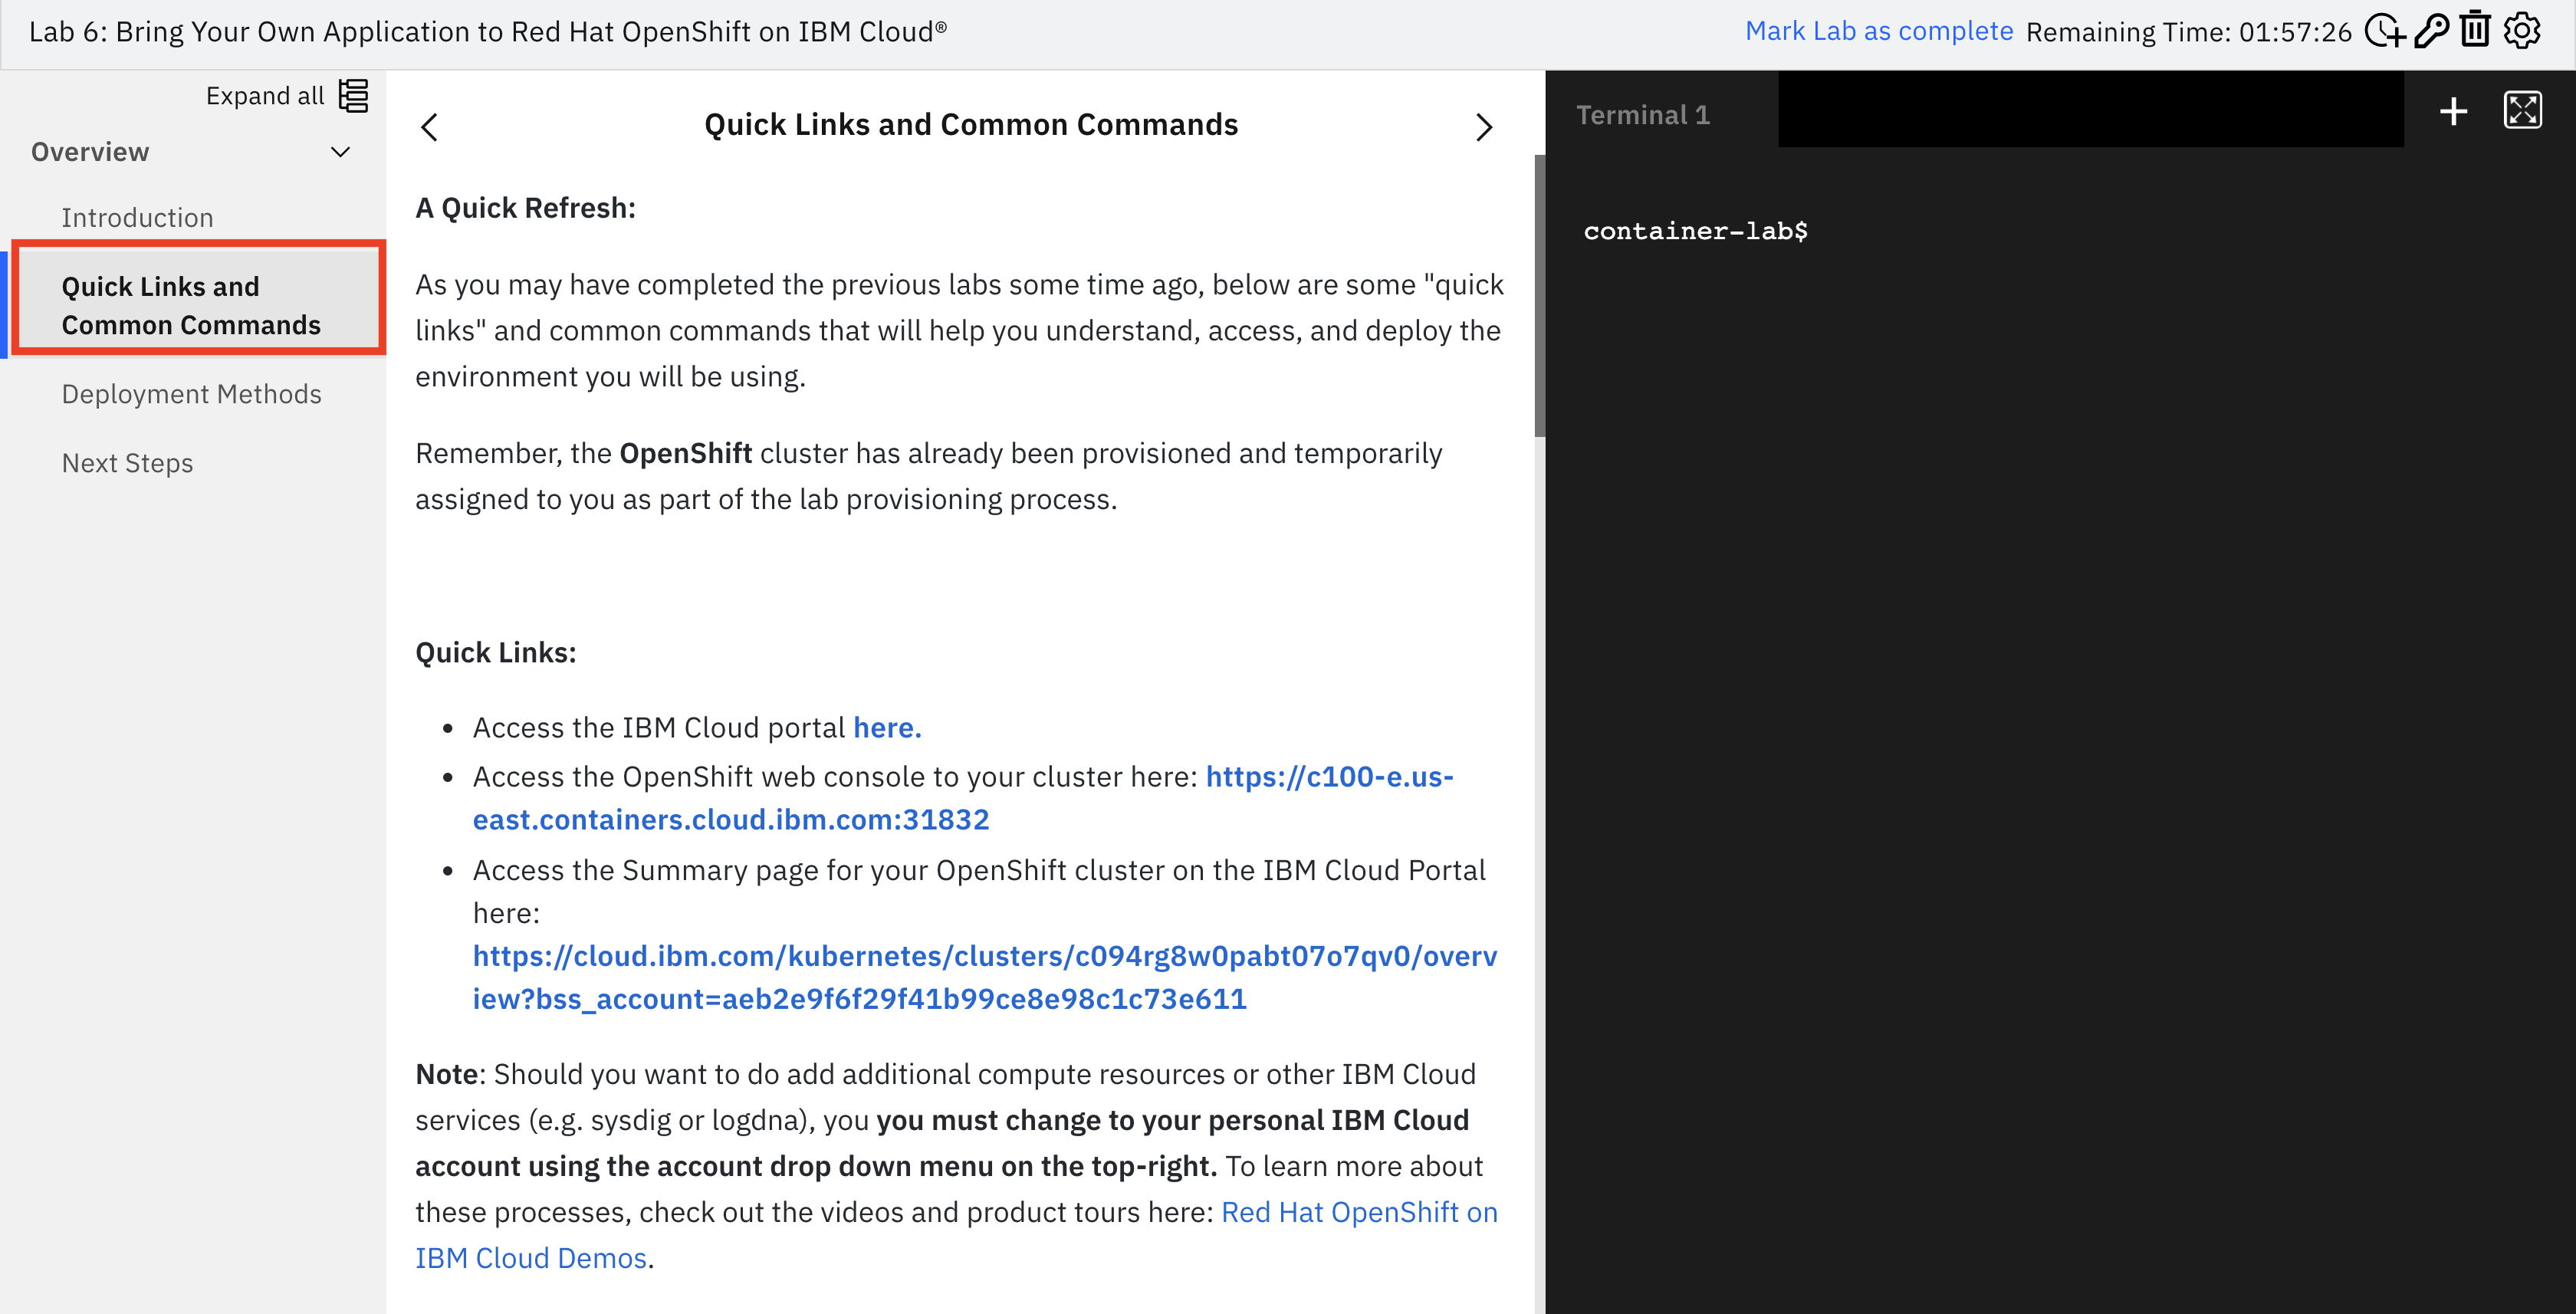 Lab 6: Bring Your Own Application to Red Hat OpenShift on IBM Cloud®
Mark Lab as complete Remaining Time: 01:57:26
Expand all
Overview
Introduction
Quick Links and
Common Commands
Deployment Methods
Next Steps
Quick Links and Common Commands
A Quick Refresh:
As you may have completed the previous labs some time ago, below are some "quick
links" and common commands that will help you understand, access, and deploy the
environment you will be using.
Remember, the OpenShift cluster has already been provisioned and temporarily
assigned to you as part of the lab provisioning process.
Quick Links:
• Access the IBM Cloud portal here.
• Access the OpenShift web console to your cluster here: https://c100-e.us-
east.containers.cloud.ibm.com:31832
• Access the Summary page for your OpenShift cluster on the IBM Cloud Portal
here:
https://cloud.ibm.com/kubernetes/clusters/c094rg8w0pabt07o7qv0/overv
iew?bss_account=aeb2e9f6f29f41b99ce8e98c1c73e611
Note: Should you want to do add additional compute resources or other IBM Cloud
services (e.g. sysdig or logdna), you you must change to your personal IBM Cloud
account using the account drop down menu on the top-right. To learn more about
these processes, check out the videos and product tours here: Red Hat OpenShift on
IBM Cloud Demos.
Terminal 1
container-lab$